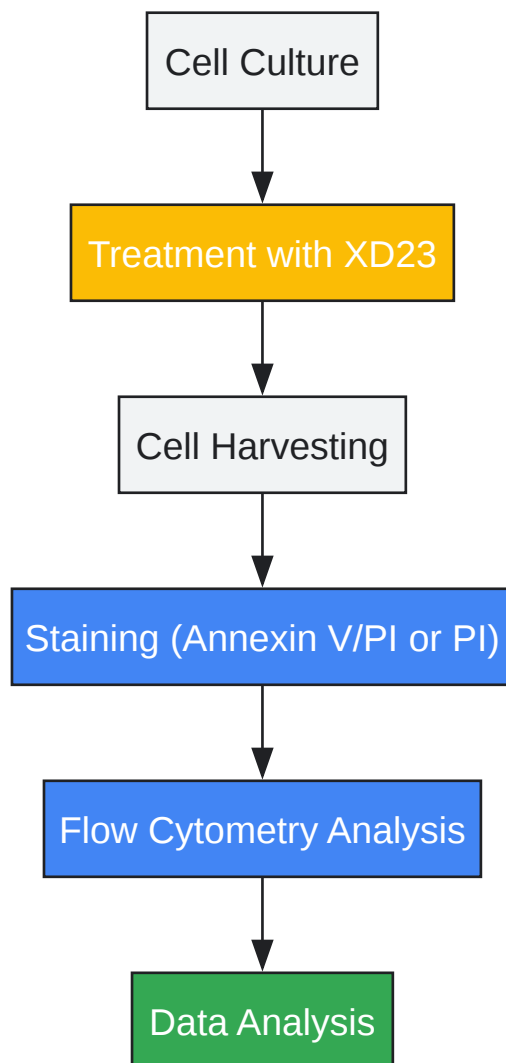 Cell Culture
Treatment with XD23
Cell Harvesting
Staining (Annexin V/PI or PI)
Flow Cytometry Analysis
Data Analysis